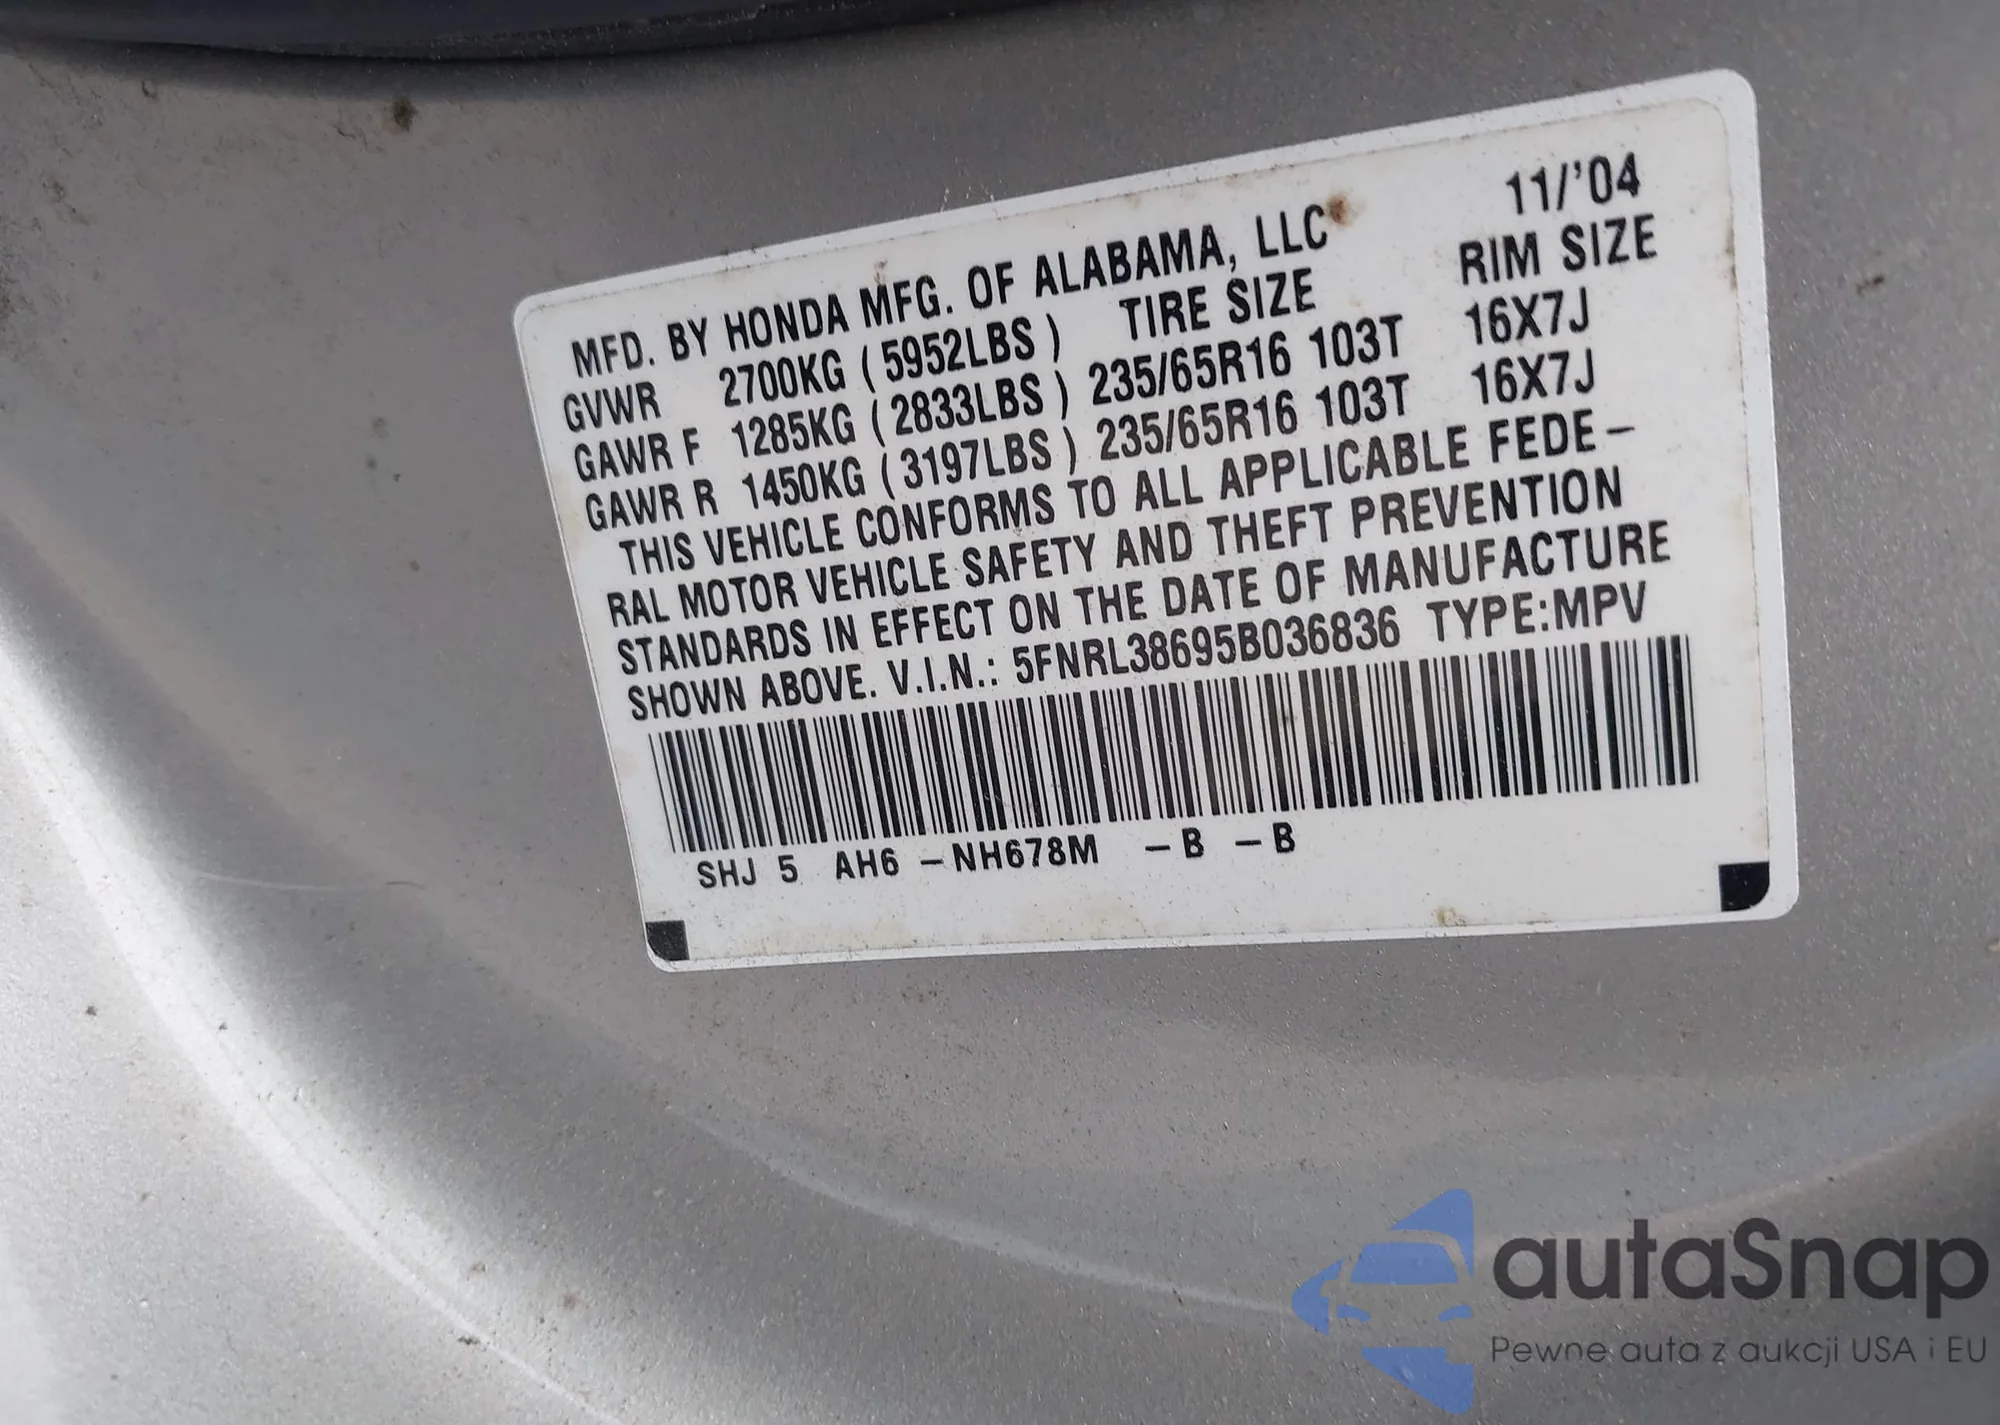 11/'04
MFD. BY HONDA MFG. OF ALABAMA, LLC
GVWR 2700KG (5952LBS) TIRE SIZE RIM SIZE
GAWR F 1285KG (2833LBS) 235/65R16 103T 16X7J
GAWR R 1450KG (3197LBS) 235/65R16 103T 16X7J
THIS VEHICLE CONFORMS TO ALL APPLICABLE FEDE-
RAL MOTOR VEHICLE SAFETY AND THEFT PREVENTION
STANDARDS IN EFFECT ON THE DATE OF MANUFACTURE
SHOWN ABOVE. V.I.N.: 5FNRL38695B036836 TYPE:MPV
SHJ 5 AH6 -NH678M -B -B
autaSnap
Pewne auta z aukcji USA i EU